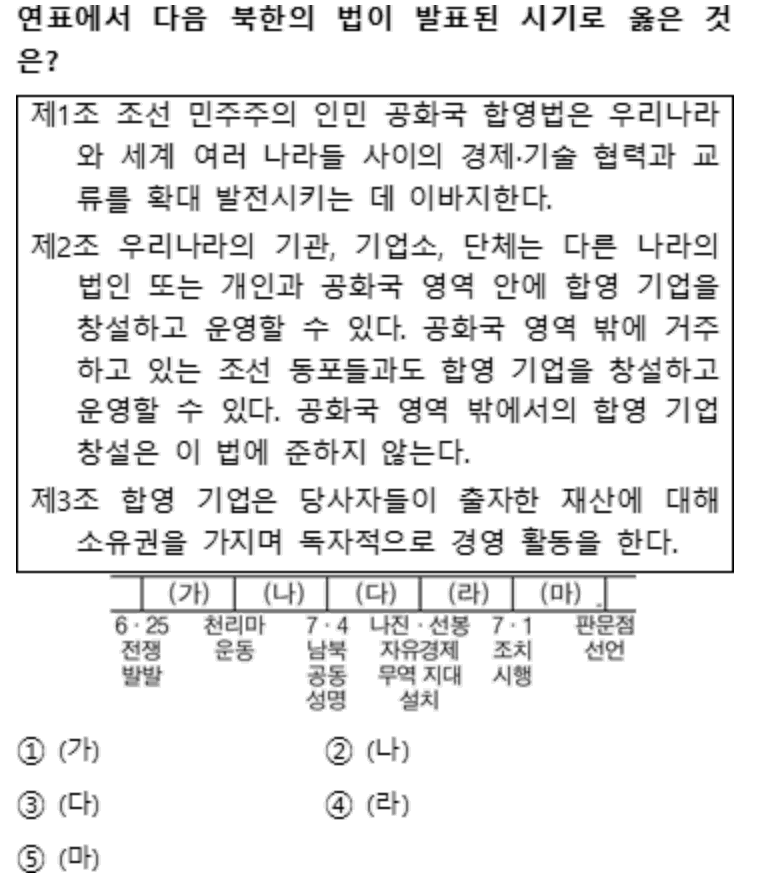 연표에서 다음 북한의 법이 발표된 시기로 옳은 것
은?
제1조 조선 민주주의 인민 공화국 합영법은 우리나라
와 세계 여러 나라들 사이의 경제·기술 협력과 교
류를 확대 발전시키는 데 이바지한다.
제2조 우리나라의 기관, 기업소, 단체는 다른 나라의
법인 또는 개인과 공화국 영역 안에 합영 기업을
창설하고 운영할 수 있다. 공화국 영역 밖에 거주
하고 있는 조선 동포들과도 합영 기업을 창설하고
운영할 수 있다. 공화국 영역 밖에서의 합영 기업
창설은 이 법에 준하지 않는다.
제3조 합영 기업은 당사자들이 출자한 재산에 대해
소유권을 가지며 독자적으로 경영 활동을 한다.
(가) (나) (다) (라) (마)
6·25 천리마 7·4 나진·선봉 7·1 판문점
전쟁 운동 남북 자유경제 조치 선언
발발 공동 무역 지대 시행
성명 설치
① (가) ② (나)
③ (다) ④ (라)
⑤ (마)